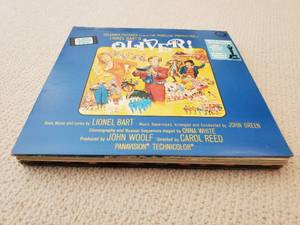 COLUMBIA PICTURES
LIONEL BART'S
OLIVER!
Book, Music and Lyrics by LIONEL BART Music Supervised, Arranged and Conducted by JOHN GREEN
Choreography and Musical Sequences staged by ONNA WHITE
Produced by JOHN WOOLF Directed by CAROL REED
PANAVISION® TECHNICOLOR®